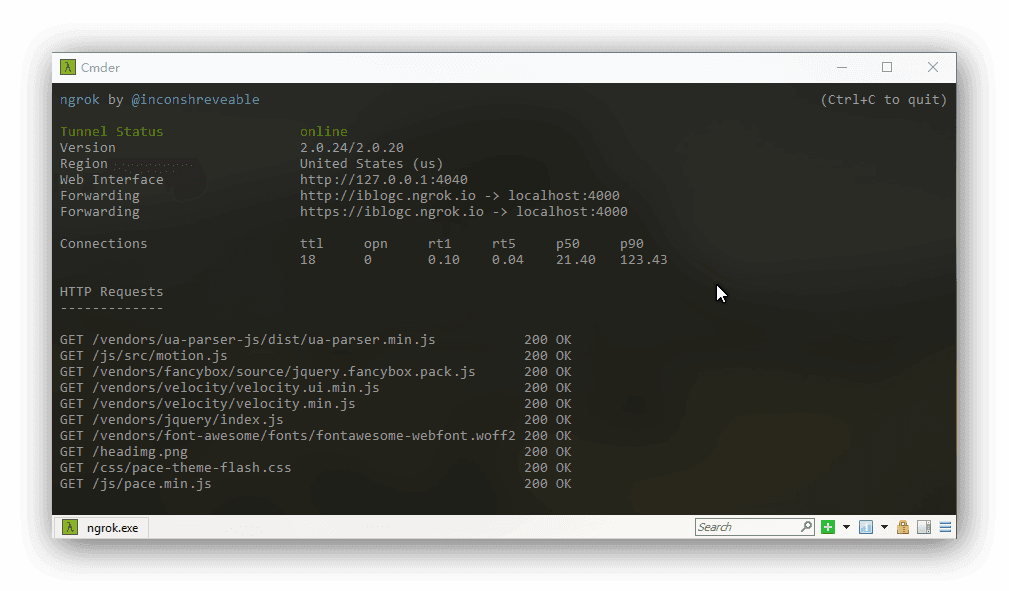 Cmder
ngrok by @inconshreveable (Ctrl+C to quit)
Tunnel Status online
Version 2.0.24/2.0.20
Region United States (us)
Web Interface http://127.0.0.1:4040
Forwarding http://iblogc.ngrok.io -> localhost:4000
Forwarding https://iblogc.ngrok.io -> localhost:4000
Connections ttl opn rt1 rt5 p50 p90
18 0 0.10 0.04 21.40 123.43
HTTP Requests
-------------
GET /vendors/ua-parser-js/dist/ua-parser.min.js 200 OK
GET /js/src/motion.js 200 OK
GET /vendors/fancybox/source/jquery.fancybox.pack.js 200 OK
GET /vendors/velocity/velocity.ui.min.js 200 OK
GET /vendors/velocity/velocity.min.js 200 OK
GET /vendors/jquery/index.js 200 OK
GET /vendors/font-awesome/fonts/fontawesome-webfont.woff2 200 OK
GET /headimg.png 200 OK
GET /css/pace-theme-flash.css 200 OK
GET /js/pace.min.js 200 OK
ngrok.exe Search